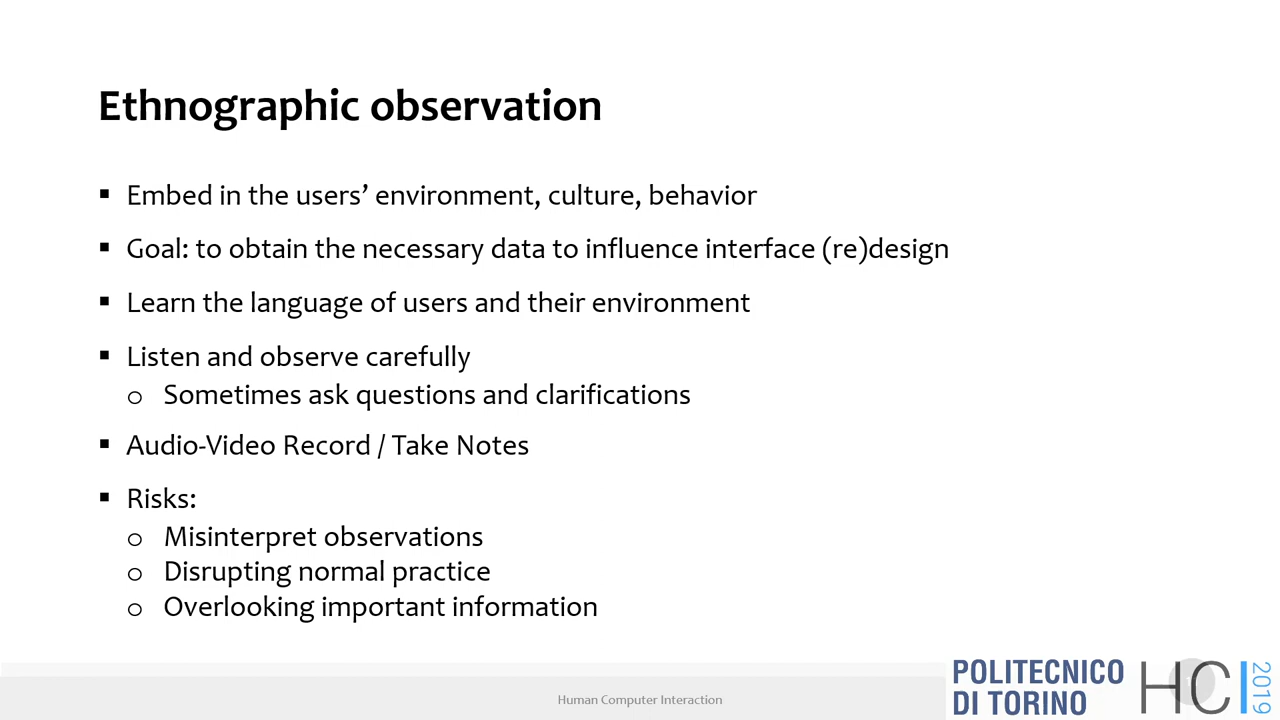 Ethnographic observation
▪ Embed in the users’ environment, culture, behavior
▪ Goal: to obtain the necessary data to influence interface (re)design
▪ Learn the language of users and their environment
▪ Listen and observe carefully
o Sometimes ask questions and clarifications
▪ Audio-Video Record / Take Notes
▪ Risks:
o Misinterpret observations
o Disrupting normal practice
o Overlooking important information
Human Computer Interaction
POLITECNICO
DI TORINO
HCI
2019